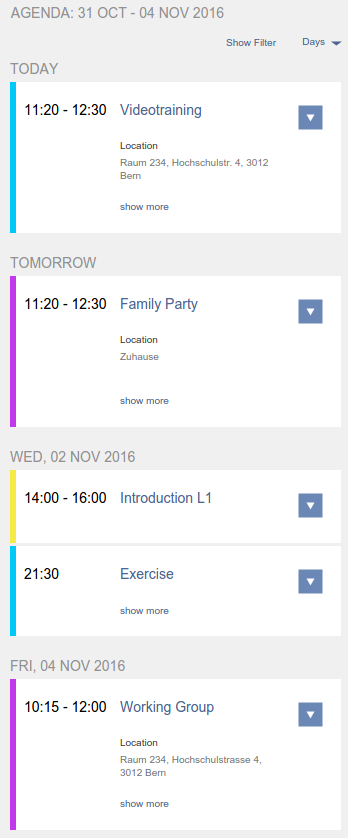 AGENDA: 31 OCT - 04 NOV 2016
Show Filter Days
TODAY
11:20 - 12:30 Videotraining
Location
Raum 234, Hochschulstr. 4, 3012
Bern
show more
TOMORROW
11:20 - 12:30 Family Party
Location
Zuhause
show more
WED, 02 NOV 2016
14:00 - 16:00 Introduction L1
21:30 Exercise
show more
FRI, 04 NOV 2016
10:15 - 12:00 Working Group
Location
Raum 234, Hochschulstrasse 4,
3012 Bern
show more